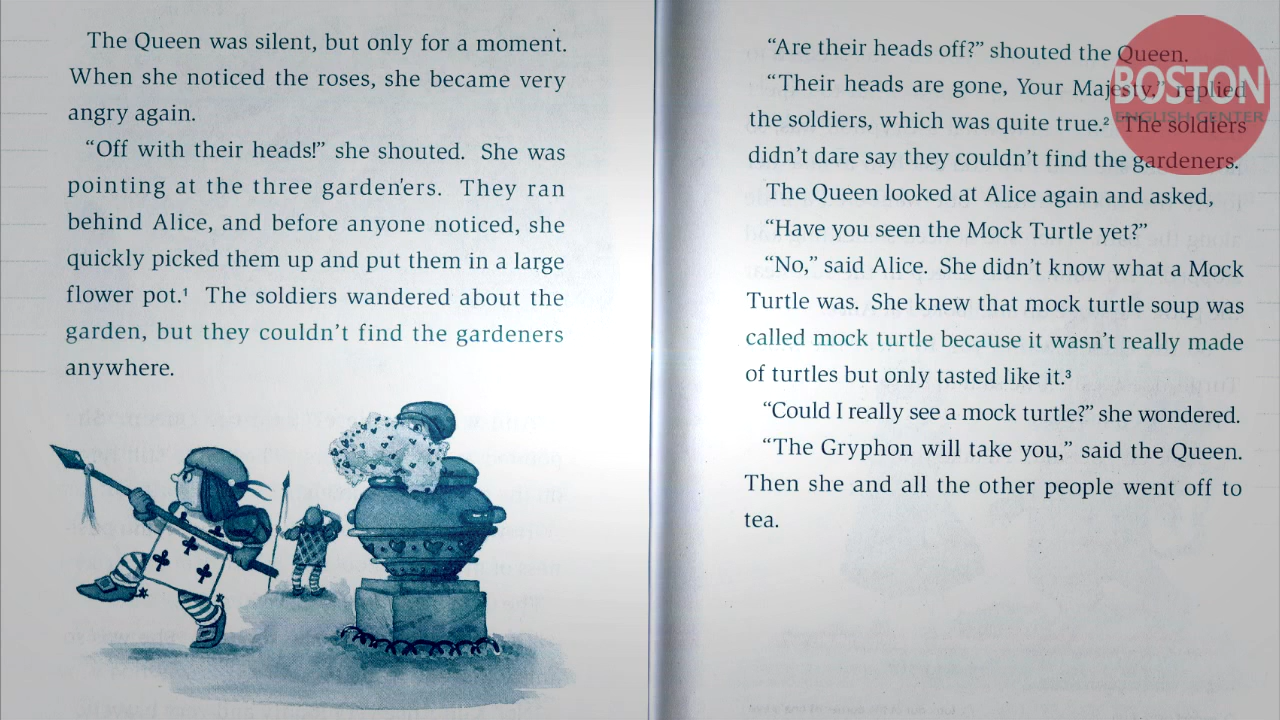 The Queen was silent, but only for a moment.
When she noticed the roses, she became very
angry again.
“Off with their heads!” she shouted. She was
pointing at the three gardeners. They ran
behind Alice, and before anyone noticed, she
quickly picked them up and put them in a large
flower pot.¹ The soldiers wandered about the
garden, but they couldn’t find the gardeners
anywhere.
“Are their heads off?” shouted the Queen.
“Their heads are gone, Your Majesty,” replied
the soldiers, which was quite true.² The soldiers
didn’t dare say they couldn’t find the gardeners.
The Queen looked at Alice again and asked,
“Have you seen the Mock Turtle yet?”
“No,” said Alice. She didn’t know what a Mock
Turtle was. She knew that mock turtle soup was
called mock turtle because it wasn’t really made
of turtles but only tasted like it.³
“Could I really see a mock turtle?” she wondered.
“The Gryphon will take you,” said the Queen.
Then she and all the other people went off to
tea.
BOSTON
ENGLISH CENTER